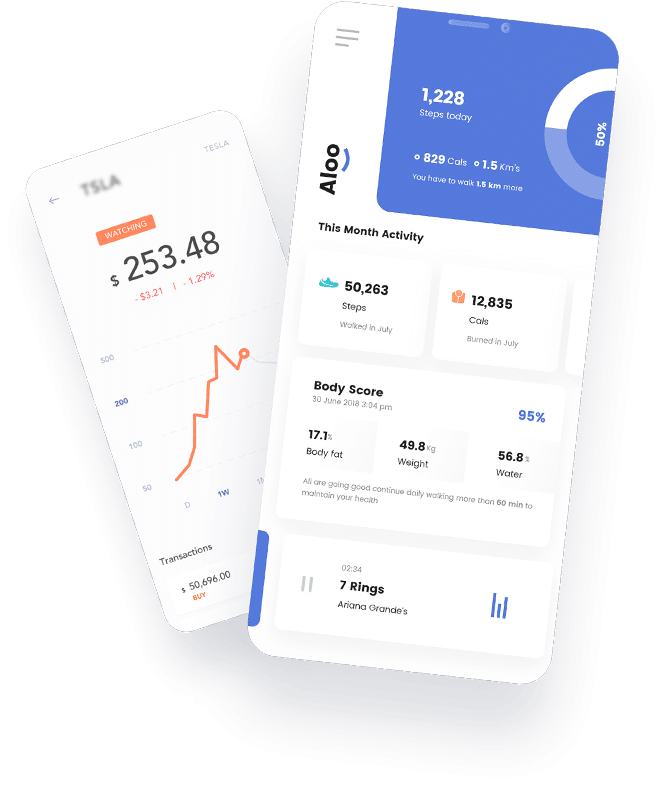 TESLA
TSLA
WATCHING
$ 253.48
- $3.21 | - 1.29%
500
200
100
50
D
1W
Transactions
$ 50,696.00
BUY
1,228
Steps today
829 Cals 1.5 Km's
You have to walk 1.5 km more
50%
Aloo
This Month Activity
50,263
Steps
Walked in July
12,835
Cals
Burned in July
Body Score
30 June 2018 3:04 pm
95%
17.1%
Body fat
49.8 Kg
Weight
56.8 %
Water
All are going good continue daily walking more than 60 min to
maintain your health
02:34
7 Rings
Ariana Grande's